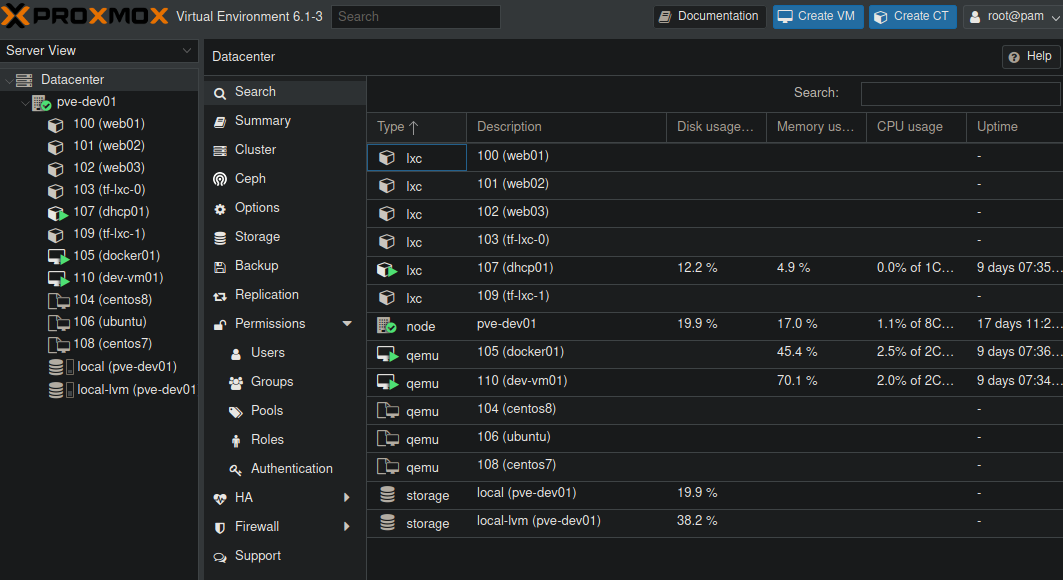 PROXMOX Virtual Environment 6.1-3 Search Documentation Create VM Create CT root@pam
Server View
Datacenter
pve-dev01
100 (web01)
101 (web02)
102 (web03)
103 (tf-lxc-0)
107 (dhcp01)
109 (tf-lxc-1)
105 (docker01)
110 (dev-vm01)
104 (centos8)
106 (ubuntu)
108 (centos7)
local (pve-dev01)
local-lvm (pve-dev01
Datacenter Help
Search
Summary
Cluster
Ceph
Options
Storage
Backup
Replication
Permissions
Users
Groups
Pools
Roles
Authentication
HA
Firewall
Support
Search:
Type Description Disk usage... Memory us... CPU usage Uptime
lxc 100 (web01) -
lxc 101 (web02) -
lxc 102 (web03) -
lxc 103 (tf-lxc-0) -
lxc 107 (dhcp01) 12.2 % 4.9 % 0.0% of 1C... 9 days 07:35...
lxc 109 (tf-lxc-1) -
node pve-dev01 19.9 % 17.0 % 1.1% of 8C... 17 days 11:2...
qemu 105 (docker01) 45.4 % 2.5% of 2C... 9 days 07:36...
qemu 110 (dev-vm01) 70.1 % 2.0% of 2C... 9 days 07:34...
qemu 104 (centos8) -
qemu 106 (ubuntu) -
qemu 108 (centos7) -
storage local (pve-dev01) 19.9 % -
storage local-lvm (pve-dev01) 38.2 % -